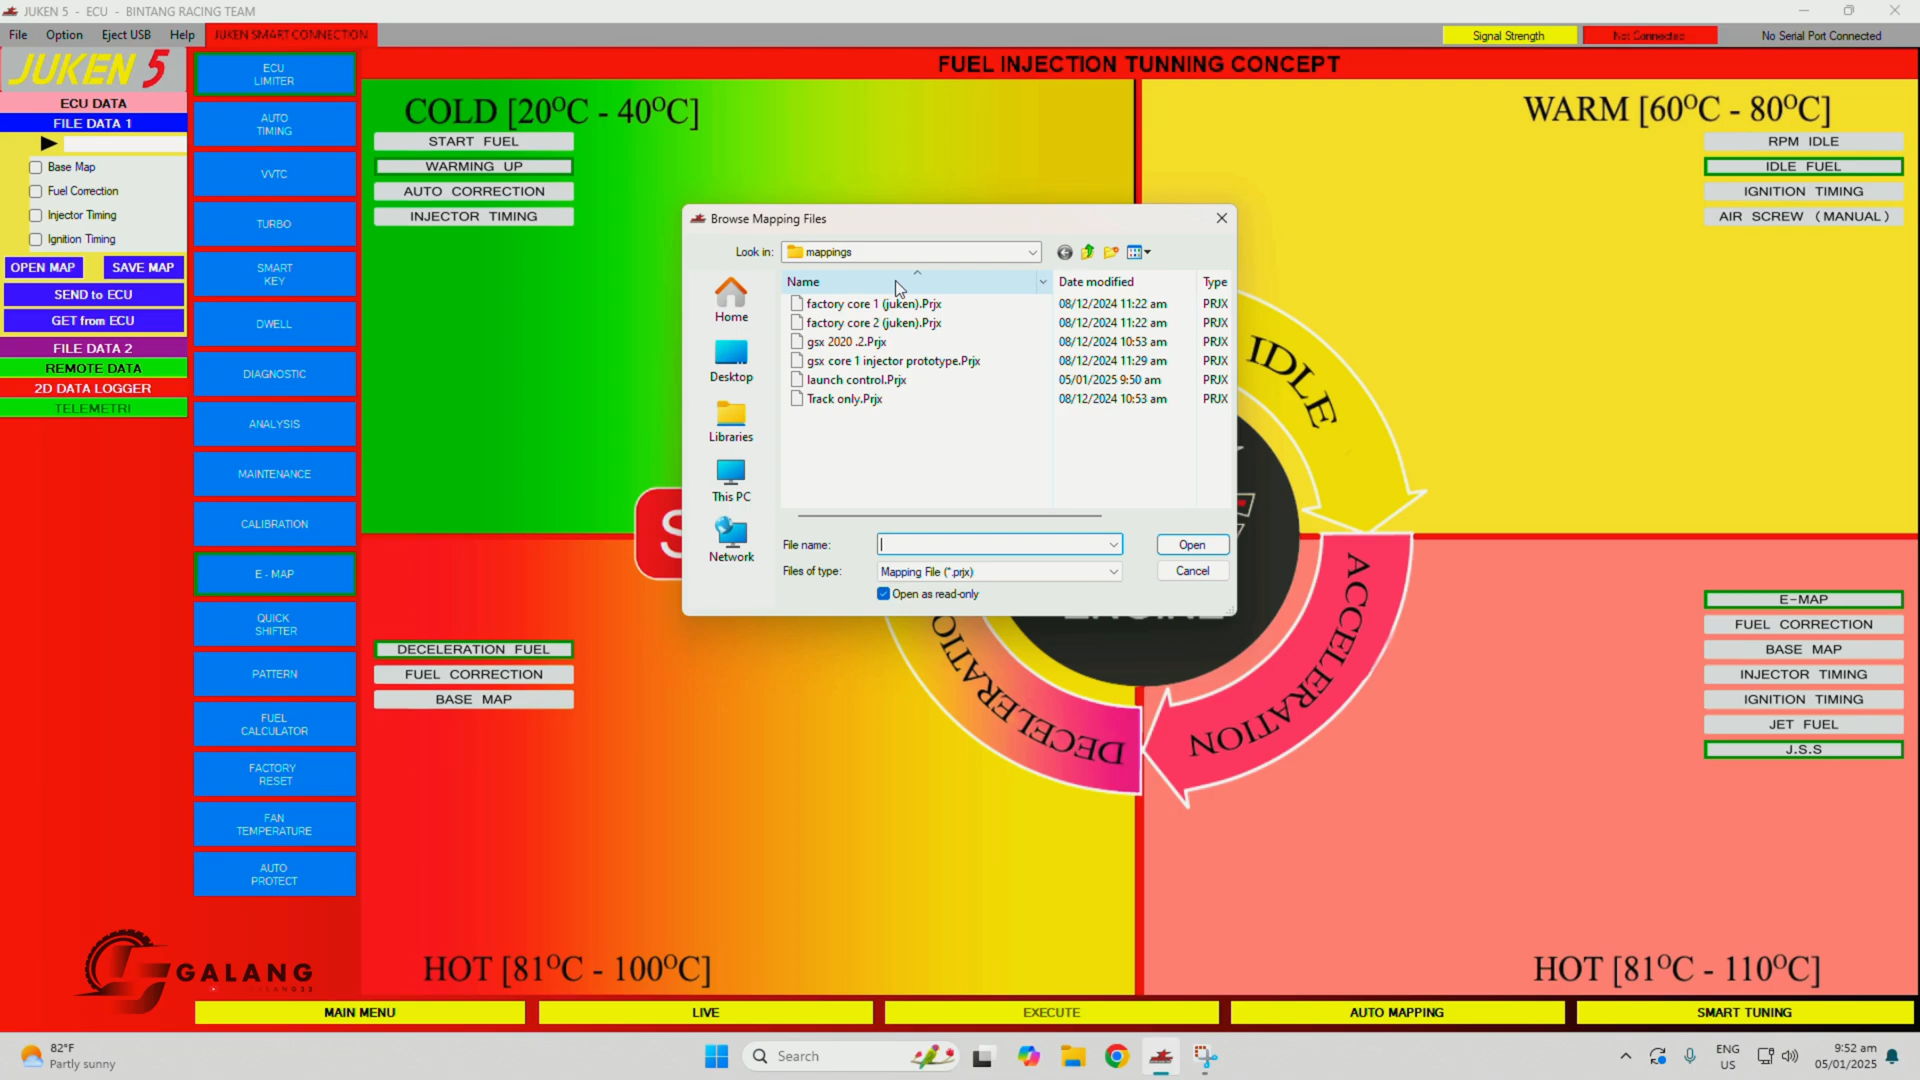 JUKEN 5 - ECU - BINTANG RACING TEAM
File Option Eject USB Help JUKEN SMART CONNECTION Signal Strength Not Connected No Serial Port Connected
JUKEN 5
ECU DATA
FILE DATA 1
Base Map
Fuel Correction
Injector Timing
Ignition Timing
OPEN MAP SAVE MAP
SEND to ECU
GET from ECU
FILE DATA 2
REMOTE DATA
2D DATA LOGGER
TELEMETRI
ECU
LIMITER
AUTO
TIMING
VVTC
TURBO
SMART
KEY
DWELL
DIAGNOSTIC
ANALYSIS
MAINTENANCE
CALIBRATION
E - MAP
QUICK
SHIFTER
PATTERN
FUEL
CALCULATOR
FACTORY
RESET
FAN
TEMPERATURE
AUTO
PROTECT
GALANG
FUEL INJECTION TUNNING CONCEPT
COLD [20°C - 40°C]
START FUEL
WARMING UP
AUTO CORRECTION
INJECTOR TIMING
WARM [60°C - 80°C]
RPM IDLE
IDLE FUEL
IGNITION TIMING
AIR SCREW (MANUAL)
Browse Mapping Files
Look in: mappings
Name Date modified Type
factory core 1 (juken).Prjx 08/12/2024 11:22 am PRJX
factory core 2 (juken).Prjx 08/12/2024 11:22 am PRJX
gsx 2020 .2.Prjx 08/12/2024 10:53 am PRJX
gsx core 1 injector prototype.Prjx 08/12/2024 11:29 am PRJX
launch control.Prjx 05/01/2025 9:50 am PRJX
Track only.Prjx 08/12/2024 10:53 am PRJX
Home
Desktop
Libraries
This PC
Network
File name: Open
Files of type: Mapping File (*.prjx) Cancel
Open as read-only
IDLE
ACCELERATION
DECELERATION
DECELERATION FUEL
FUEL CORRECTION
BASE MAP
E-MAP
FUEL CORRECTION
BASE MAP
INJECTOR TIMING
IGNITION TIMING
JET FUEL
J.S.S
HOT [81°C - 100°C]
HOT [81°C - 110°C]
MAIN MENU LIVE EXECUTE AUTO MAPPING SMART TUNING
82°F
Partly sunny
Search
ENG
US
9:52 am
05/01/2025